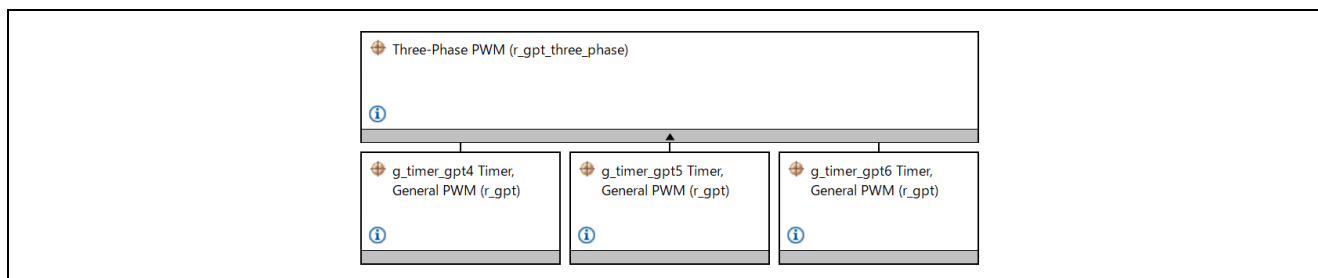 Three-Phase PWM (r_gpt_three_phase)
g_timer_gpt4 Timer,
General PWM (r_gpt)
g_timer_gpt5 Timer,
General PWM (r_gpt)
g_timer_gpt6 Timer,
General PWM (r_gpt)